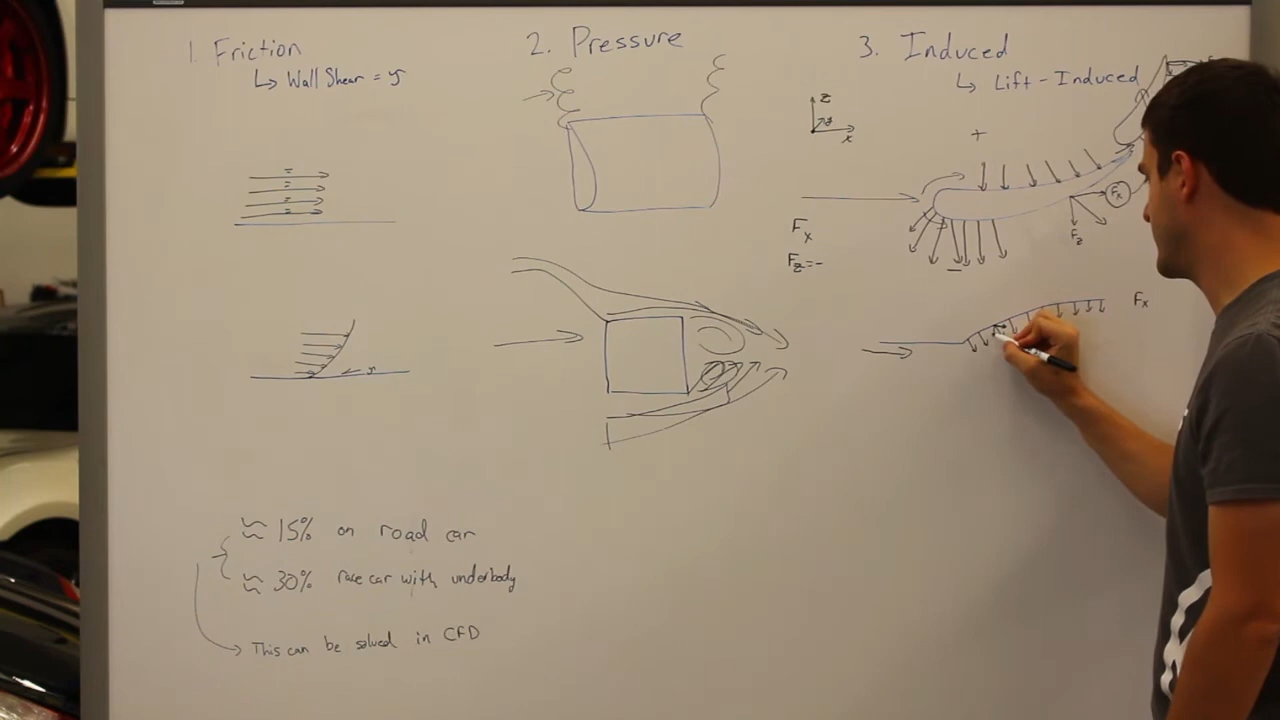 1. Friction
↳ Wall Shear = τ
2. Pressure
3. Induced
↳ Lift-Induced
z
y
x
+
Fx
Fz
Fx
Fz = -
-
Fx
τ
≈ 15% on road car
≈ 30% race car with underbody
→ This can be solved in CFD